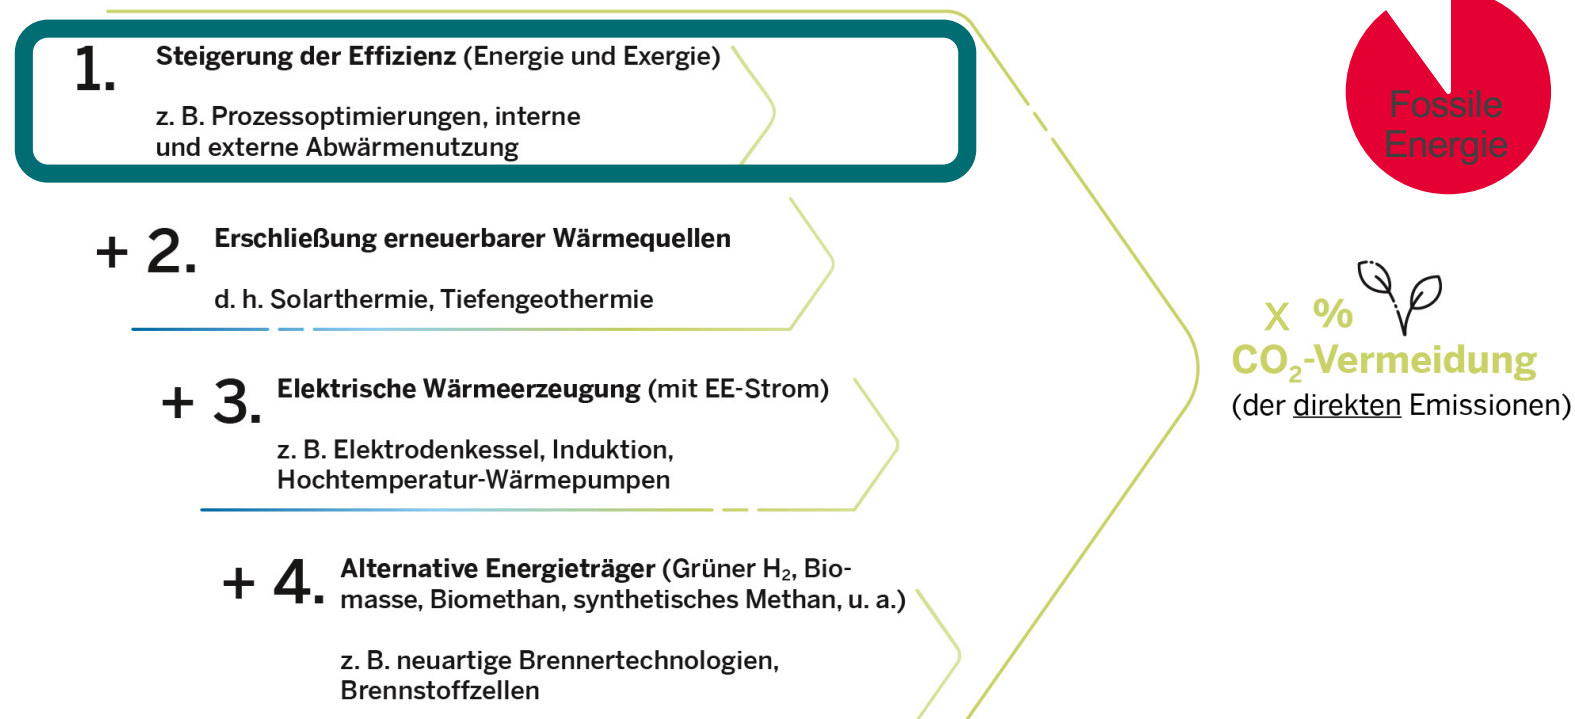 1. Steigerung der Effizienz (Energie und Exergie)
z. B. Prozessoptimierungen, interne
und externe Abwärmenutzung
+ 2. Erschließung erneuerbarer Wärmequellen
d. h. Solarthermie, Tiefengeothermie
+ 3. Elektrische Wärmeerzeugung (mit EE-Strom)
z. B. Elektrodenkessel, Induktion,
Hochtemperatur-Wärmepumpen
+ 4. Alternative Energieträger (Grüner H₂, Bio-
masse, Biomethan, synthetisches Methan, u. a.)
z. B. neuartige Brennertechnologien,
Brennstoffzellen
Fossile
Energie
X %
CO₂-Vermeidung
(der direkten Emissionen)